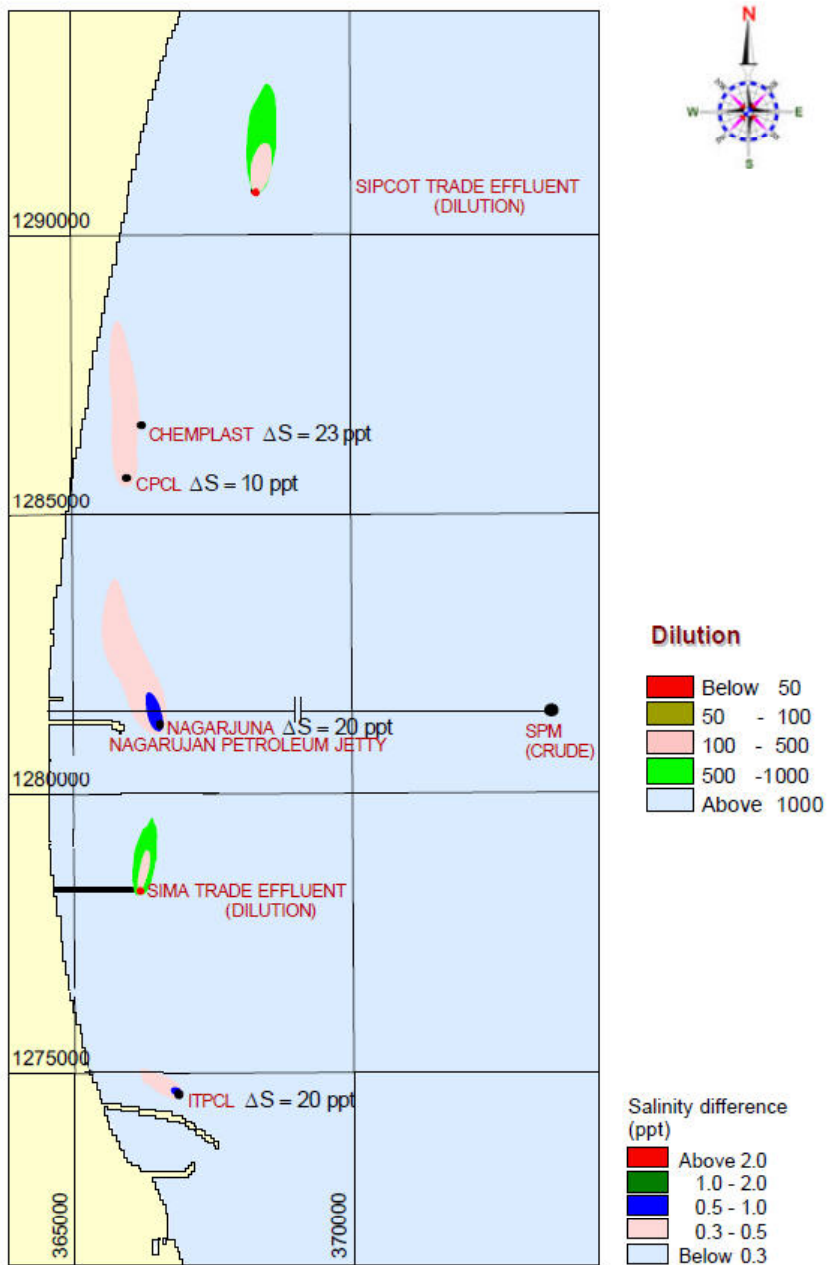 N
W
E
S
SIPCOT TRADE EFFLUENT
(DILUTION)
1290000
CHEMPLAST ΔS = 23 ppt
CPCL ΔS = 10 ppt
1285000
NAGARJUNA ΔS = 20 ppt
NAGARUJAN PETROLEUM JETTY
SPM
(CRUDE)
1280000
SIMA TRADE EFFLUENT
(DILUTION)
1275000
ITPCL ΔS = 20 ppt
365000
370000
Dilution
Below 50
50 - 100
100 - 500
500 -1000
Above 1000
Salinity difference
(ppt)
Above 2.0
1.0 - 2.0
0.5 - 1.0
0.3 - 0.5
Below 0.3